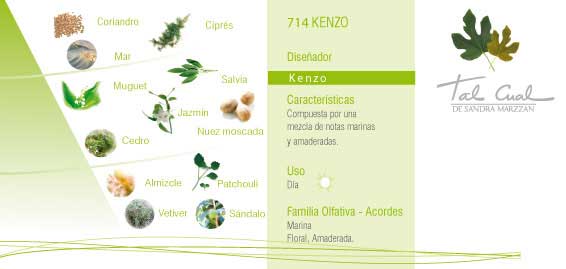 Coriandro
Ciprés
Mar
Muguet
Salvia
Jazmín
Nuez moscada
Cedro
Almizcle
Patchouli
Vetiver
Sándalo
714 KENZO
Diseñador
Kenzo
Características
Compuesta por una
mezcla de notas marinas
y amaderadas.
Uso
Día
Familia Olfativa - Acordes
Marina
Floral, Amaderada.
Tal Cual
DE SANDRA MARZZAN